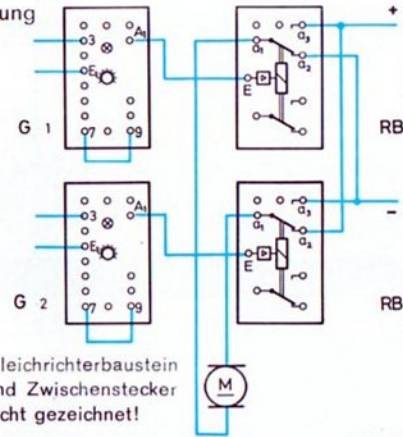 ung
+
3 A₁ a₁ a₃
E₁ a₂
E
G 1 RB
7 9
-
3 A₁ a₁ a₃
E₁ a₂
E
G 2 RB
7 9
leichrichterbaustein
nd Zwischenstecker
cht gezeichnet!
M